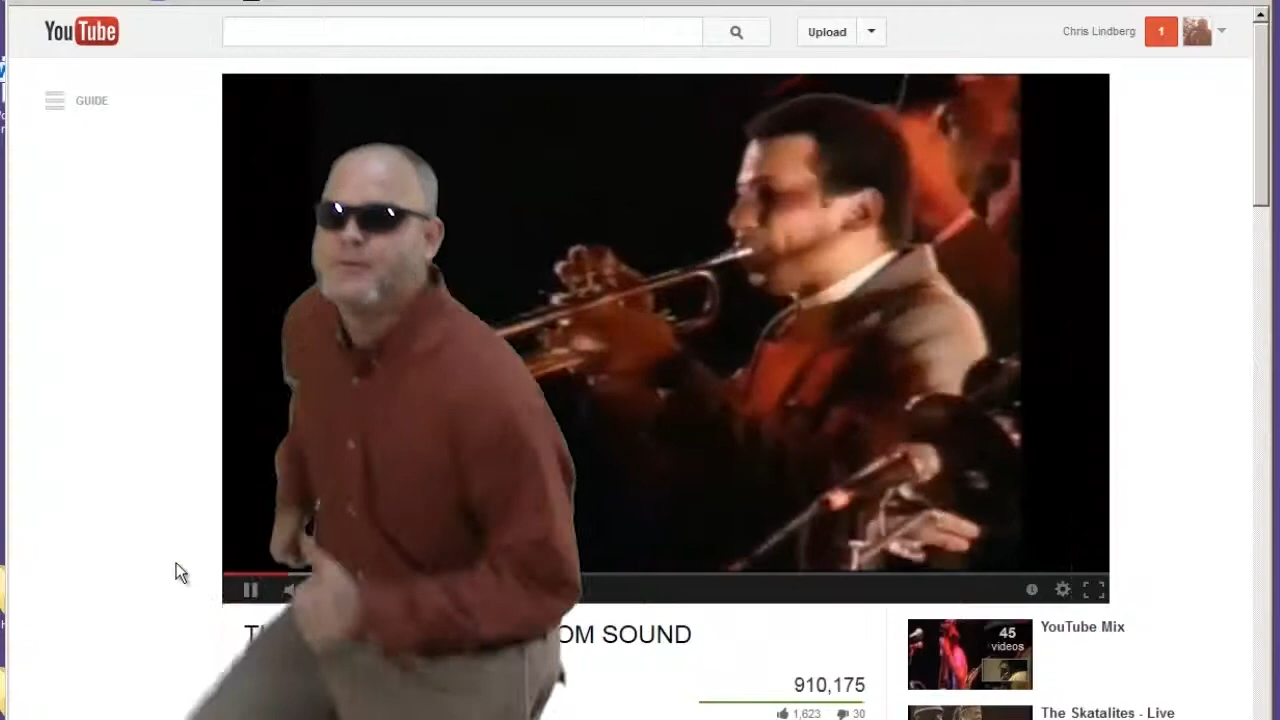 YouTube
Upload
Chris Lindberg
1
GUIDE
OM SOUND
910,175
1,623
30
45
videos
YouTube Mix
The Skatalites - Live